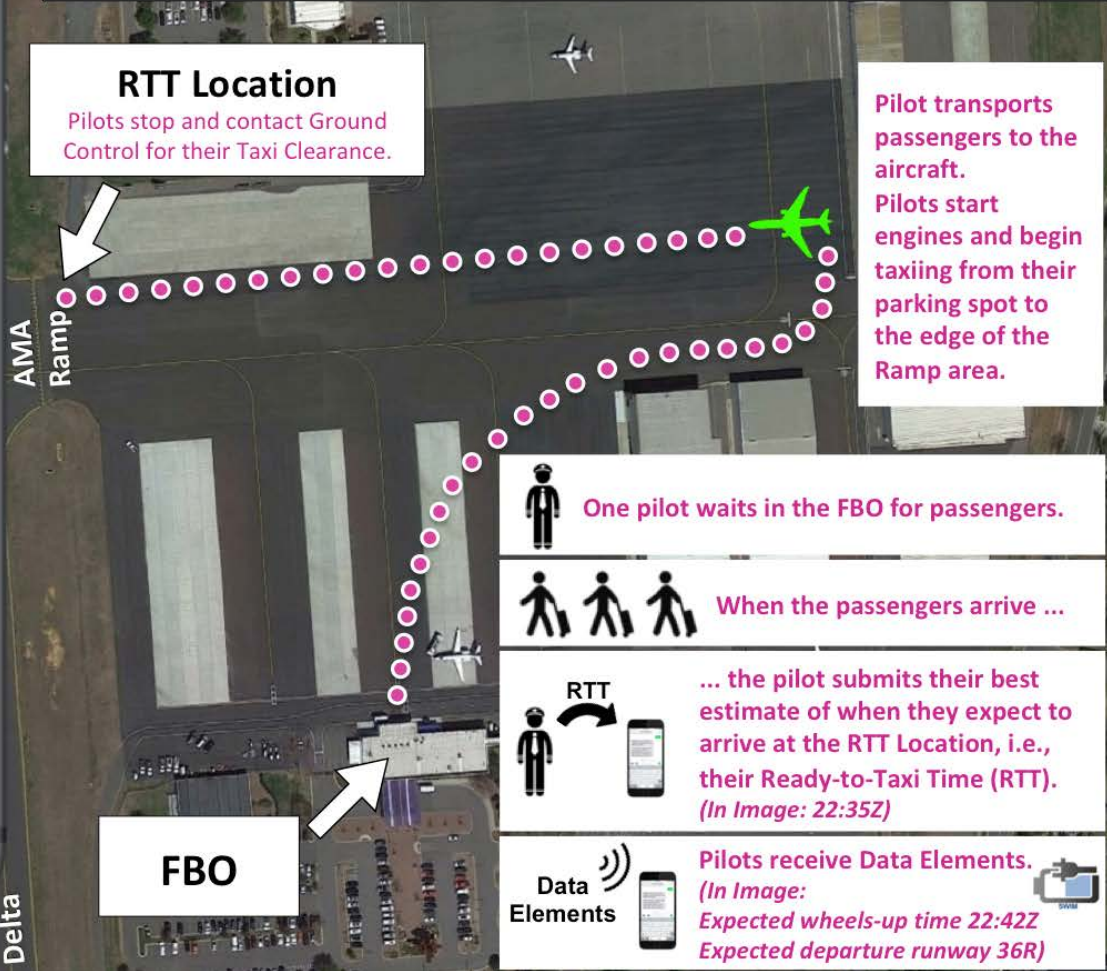 RTT Location
Pilots stop and contact Ground
Control for their Taxi Clearance.
Pilot transports
passengers to the
aircraft.
Pilots start
engines and begin
taxiing from their
parking spot to
the edge of the
Ramp area.
AMA
Ramp
One pilot waits in the FBO for passengers.
When the passengers arrive ...
RTT
... the pilot submits their best
estimate of when they expect to
arrive at the RTT Location, i.e.,
their Ready-to-Taxi Time (RTT).
(In Image: 22:35Z)
FBO
Data
Elements
Pilots receive Data Elements.
(In Image:
Expected wheels-up time 22:42Z
Expected departure runway 36R)
SWIM
Delta